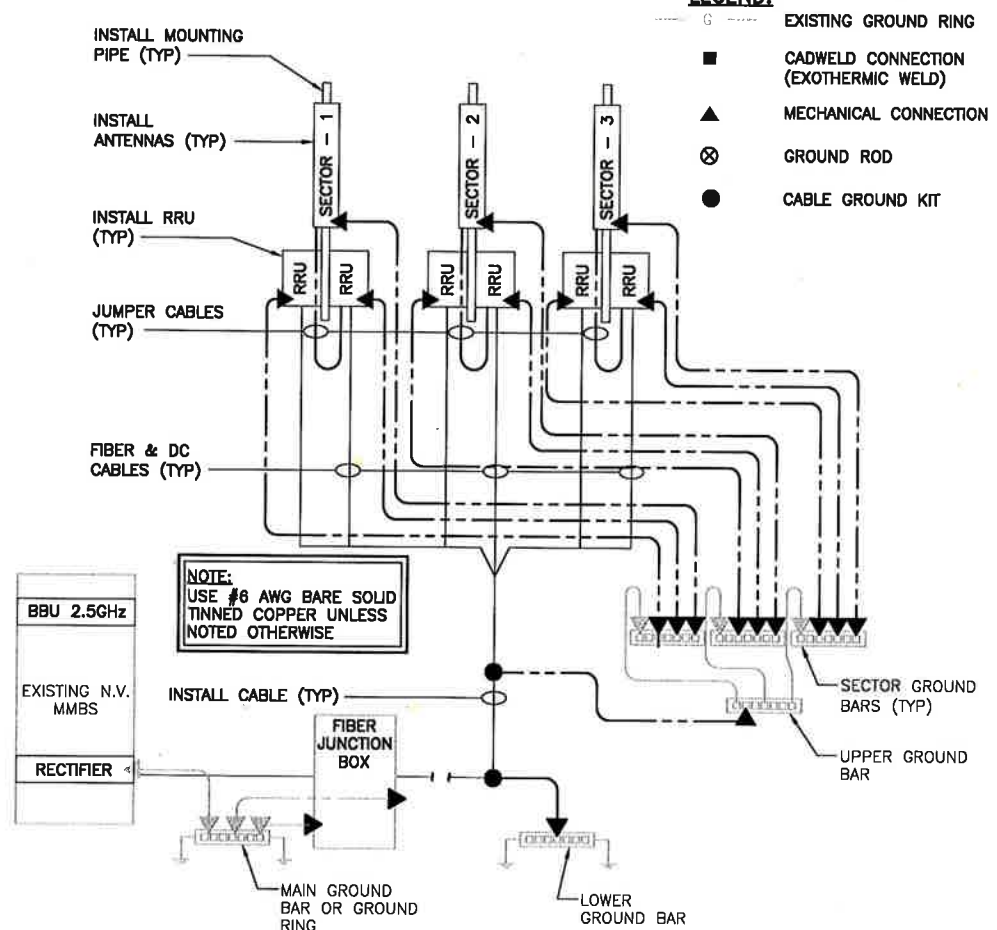 LEGEND:
G EXISTING GROUND RING
CADWELD CONNECTION
(EXOTHERMIC WELD)
MECHANICAL CONNECTION
GROUND ROD
CABLE GROUND KIT
INSTALL MOUNTING
PIPE (TYP)
INSTALL
ANTENNAS (TYP)
SECTOR - 1
SECTOR - 2
SECTOR - 3
INSTALL RRU
(TYP)
RRU
RRU
RRU
RRU
RRU
RRU
JUMPER CABLES
(TYP)
FIBER & DC
CABLES (TYP)
NOTE:
USE #6 AWG BARE SOLID
TINNED COPPER UNLESS
NOTED OTHERWISE
BBU 2.5GHz
EXISTING N.V.
MMBS
RECTIFIER
INSTALL CABLE (TYP)
FIBER
JUNCTION
BOX
SECTOR GROUND
BARS (TYP)
UPPER GROUND
BAR
MAIN GROUND
BAR OR GROUND
RING
LOWER
GROUND BAR